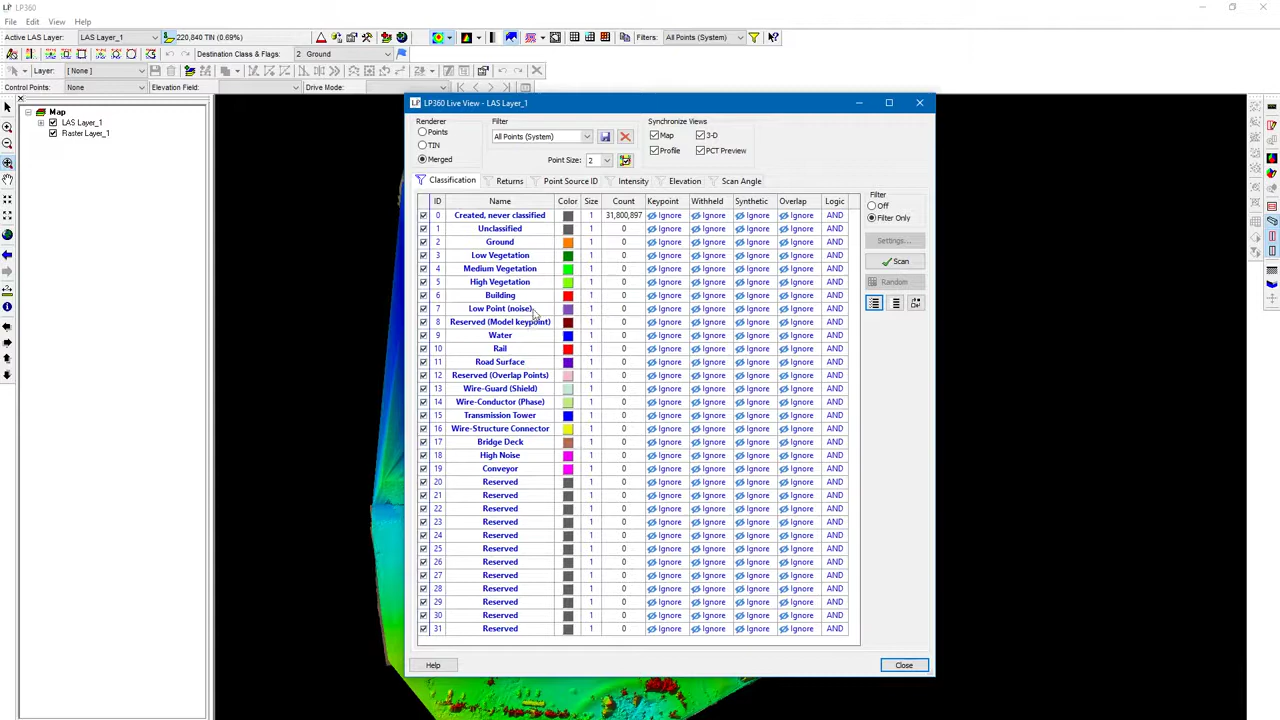 LP360
File Edit View Help
Active LAS Layer: LAS Layer_1 220,840 TIN (0.69%) Filters: All Points (System)
Destination Class & Flags: 2 Ground
Layer: [ None ]
Control Points: None Elevation Field: Drive Mode:
Map
LAS Layer_1
Raster Layer_1
LP360 Live View - LAS Layer_1
Renderer Filter Synchronize Views
Points All Points (System) Map 3-D
TIN
Merged Point Size: 2 Profile PCT Preview
Classification Returns Point Source ID Intensity Elevation Scan Angle
ID Name Color Size Count Keypoint Withheld Synthetic Overlap Logic
0 Created, never classified 1 31,800,897 Ignore Ignore Ignore Ignore AND
1 Unclassified 1 0 Ignore Ignore Ignore Ignore AND
2 Ground 1 0 Ignore Ignore Ignore Ignore AND
3 Low Vegetation 1 0 Ignore Ignore Ignore Ignore AND
4 Medium Vegetation 1 0 Ignore Ignore Ignore Ignore AND
5 High Vegetation 1 0 Ignore Ignore Ignore Ignore AND
6 Building 1 0 Ignore Ignore Ignore Ignore AND
7 Low Point (noise) 1 0 Ignore Ignore Ignore Ignore AND
8 Reserved (Model keypoint) 1 0 Ignore Ignore Ignore Ignore AND
9 Water 1 0 Ignore Ignore Ignore Ignore AND
10 Rail 1 0 Ignore Ignore Ignore Ignore AND
11 Road Surface 1 0 Ignore Ignore Ignore Ignore AND
12 Reserved (Overlap Points) 1 0 Ignore Ignore Ignore Ignore AND
13 Wire-Guard (Shield) 1 0 Ignore Ignore Ignore Ignore AND
14 Wire-Conductor (Phase) 1 0 Ignore Ignore Ignore Ignore AND
15 Transmission Tower 1 0 Ignore Ignore Ignore Ignore AND
16 Wire-Structure Connector 1 0 Ignore Ignore Ignore Ignore AND
17 Bridge Deck 1 0 Ignore Ignore Ignore Ignore AND
18 High Noise 1 0 Ignore Ignore Ignore Ignore AND
19 Conveyor 1 0 Ignore Ignore Ignore Ignore AND
20 Reserved 1 0 Ignore Ignore Ignore Ignore AND
21 Reserved 1 0 Ignore Ignore Ignore Ignore AND
22 Reserved 1 0 Ignore Ignore Ignore Ignore AND
23 Reserved 1 0 Ignore Ignore Ignore Ignore AND
24 Reserved 1 0 Ignore Ignore Ignore Ignore AND
25 Reserved 1 0 Ignore Ignore Ignore Ignore AND
26 Reserved 1 0 Ignore Ignore Ignore Ignore AND
27 Reserved 1 0 Ignore Ignore Ignore Ignore AND
28 Reserved 1 0 Ignore Ignore Ignore Ignore AND
29 Reserved 1 0 Ignore Ignore Ignore Ignore AND
30 Reserved 1 0 Ignore Ignore Ignore Ignore AND
31 Reserved 1 0 Ignore Ignore Ignore Ignore AND
Filter
Off
Filter Only
Settings...
Scan
Random
Help Close